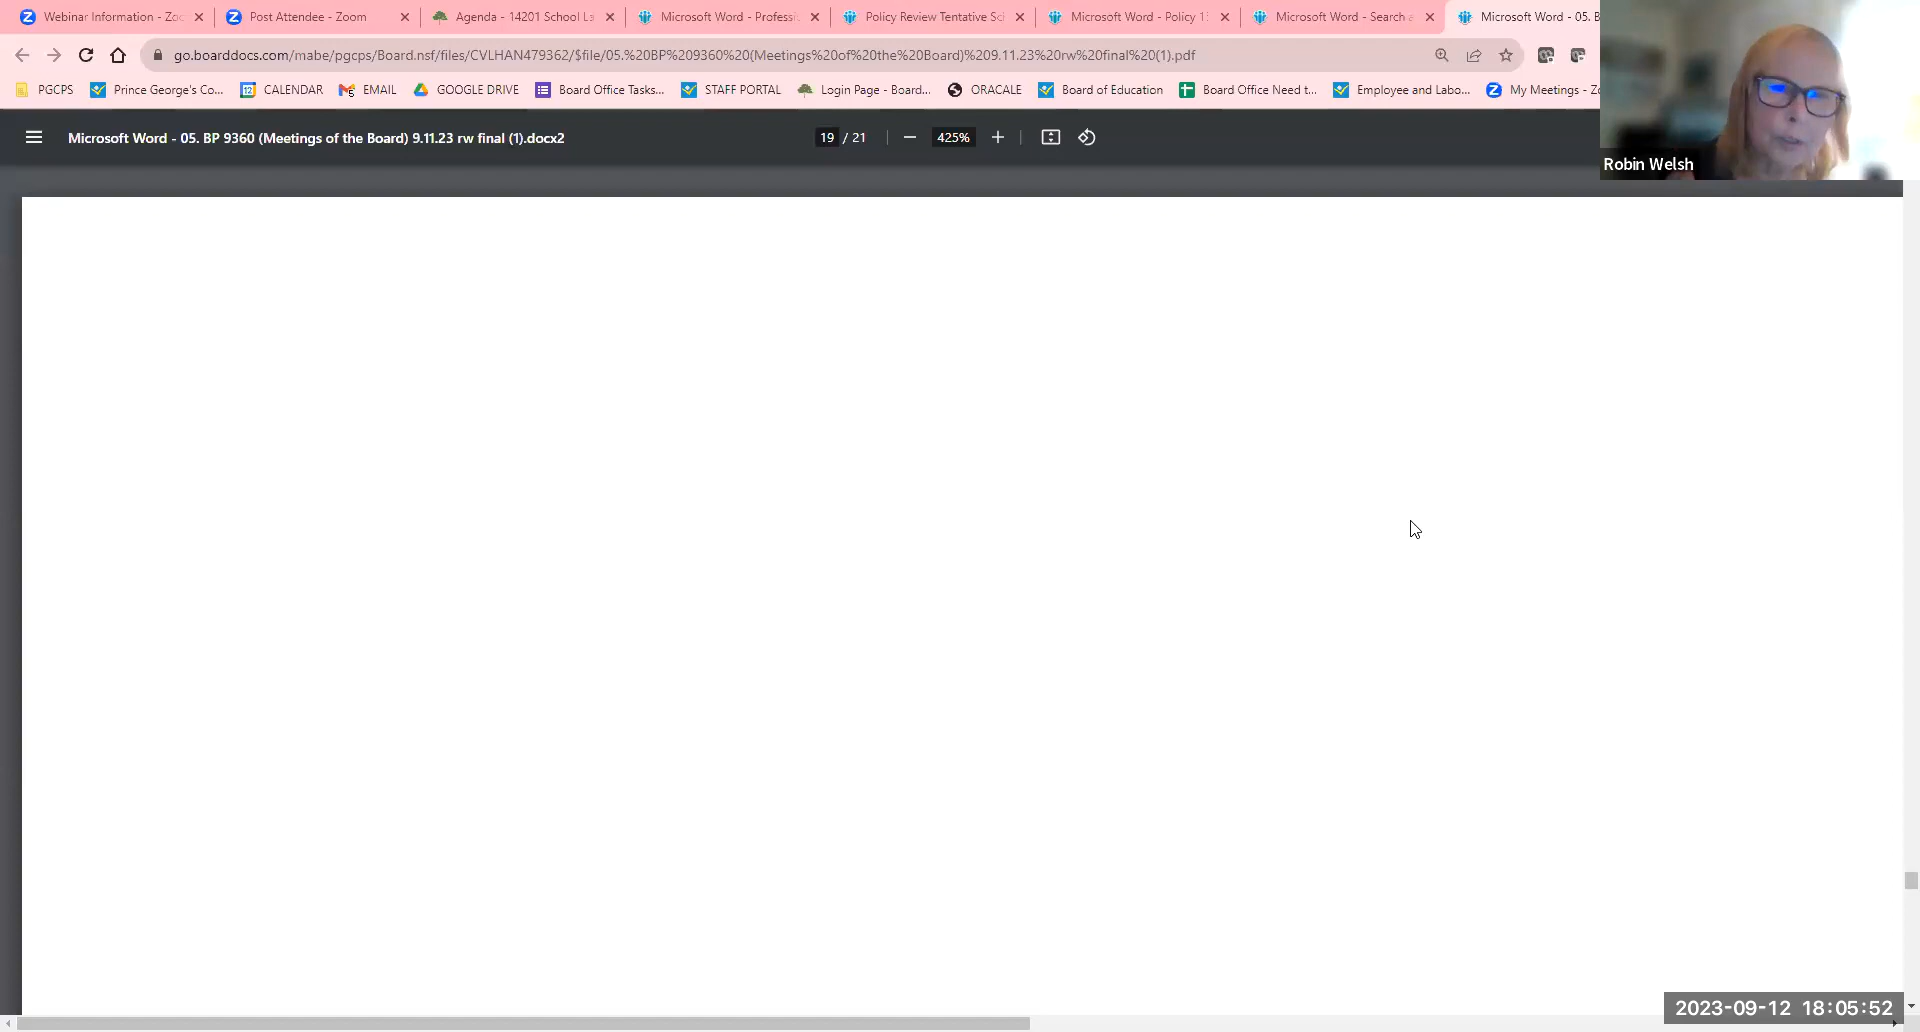 Webinar Information - Zoo
Post Attendee - Zoom
Agenda - 14201 School La
Microsoft Word - Professi
Policy Review Tentative Sc
Microsoft Word - Policy 1
Microsoft Word - Search a
Microsoft Word - 05. B
go.boarddocs.com/mabe/pgcps/Board.nsf/files/CVLHAN479362/$file/05.%20BP%209360%20(Meetings%20of%20the%20Board)%209.11.23%20rw%20final%20(1).pdf
PGCPS
Prince George's Co...
CALENDAR
EMAIL
GOOGLE DRIVE
Board Office Tasks...
STAFF PORTAL
Login Page - Board...
ORACALE
Board of Education
Board Office Need t...
Employee and Labo...
My Meetings - Zo
Microsoft Word - 05. BP 9360 (Meetings of the Board) 9.11.23 rw final (1).docx2
19 / 21
425%
Robin Welsh
2023-09-12 18:05:52